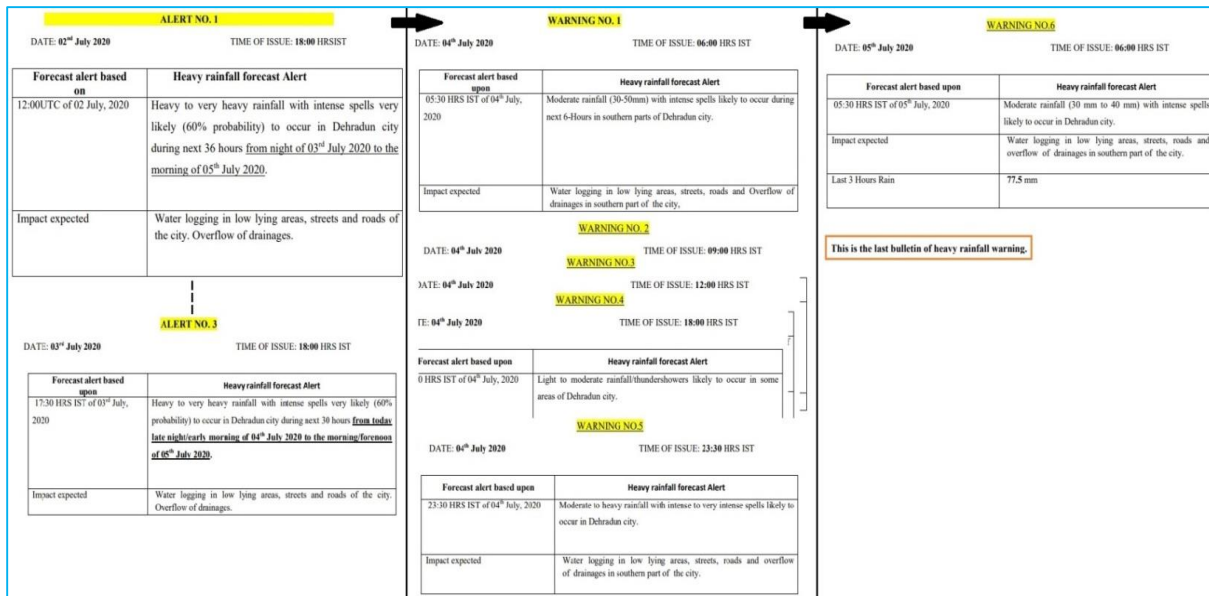 ALERT NO. 1
DATE: 02nd July 2020 TIME OF ISSUE: 18:00 HRSIST
Forecast alert based on Heavy rainfall forecast Alert
12:00UTC of 02 July, 2020 Heavy to very heavy rainfall with intense spells very
likely (60% probability) to occur in Dehradun city
during next 36 hours from night of 03rd July 2020 to the
morning of 05th July 2020.
Impact expected Water logging in low lying areas, streets and roads of
the city. Overflow of drainages.
ALERT NO. 3
DATE: 03rd July 2020 TIME OF ISSUE: 18:00 HRS IST
Forecast alert based upon Heavy rainfall forecast Alert
17:30 HRS IST of 03rd July, Heavy to very heavy rainfall with intense spells very likely (60%
2020 probability) to occur in Dehradun city during next 30 hours from today
late night/early morning of 04th July 2020 to the morning/forenoon
of 05th July 2020.
Impact expected Water logging in low lying areas, streets and roads of the city.
Overflow of drainages.
WARNING NO. 1
DATE: 04th July 2020 TIME OF ISSUE: 06:00 HRS IST
Forecast alert based upon Heavy rainfall forecast Alert
05:30 HRS IST of 04th July, Moderate rainfall (30-50mm) with intense spells likely to occur during
2020 next 6-Hours in southern parts of Dehradun city.
Impact expected Water logging in low lying areas, streets, roads and Overflow of
drainages in southern part of the city,
WARNING NO. 2
DATE: 04th July 2020 TIME OF ISSUE: 09:00 HRS IST
WARNING NO.3
DATE: 04th July 2020 TIME OF ISSUE: 12:00 HRS IST
WARNING NO.4
TE: 04th July 2020 TIME OF ISSUE: 18:00 HRS IST
Forecast alert based upon Heavy rainfall forecast Alert
0 HRS IST of 04th July, 2020 Light to moderate rainfall/thundershowers likely to occur in some
areas of Dehradun city.
WARNING NO.5
DATE: 04th July 2020 TIME OF ISSUE: 23:30 HRS IST
Forecast alert based upon Heavy rainfall forecast Alert
23:30 HRS IST of 04th July, 2020 Moderate to heavy rainfall with intense to very intense spells likely to
occur in Dehradun city.
Impact expected Water logging in low lying areas, streets, roads and overflow
of drainages in southern part of the city.
WARNING NO.6
DATE: 05th July 2020 TIME OF ISSUE: 06:00 HRS IST
Forecast alert based upon Heavy rainfall forecast Alert
05:30 HRS IST of 05th July, 2020 Moderate rainfall (30 mm to 40 mm) with intense spells
likely to occur in Dehradun city.
Impact expected Water logging in low lying areas, streets, roads and
overflow of drainages in southern part of the city.
Last 3 Hours Rain 77.5 mm
This is the last bulletin of heavy rainfall warning.